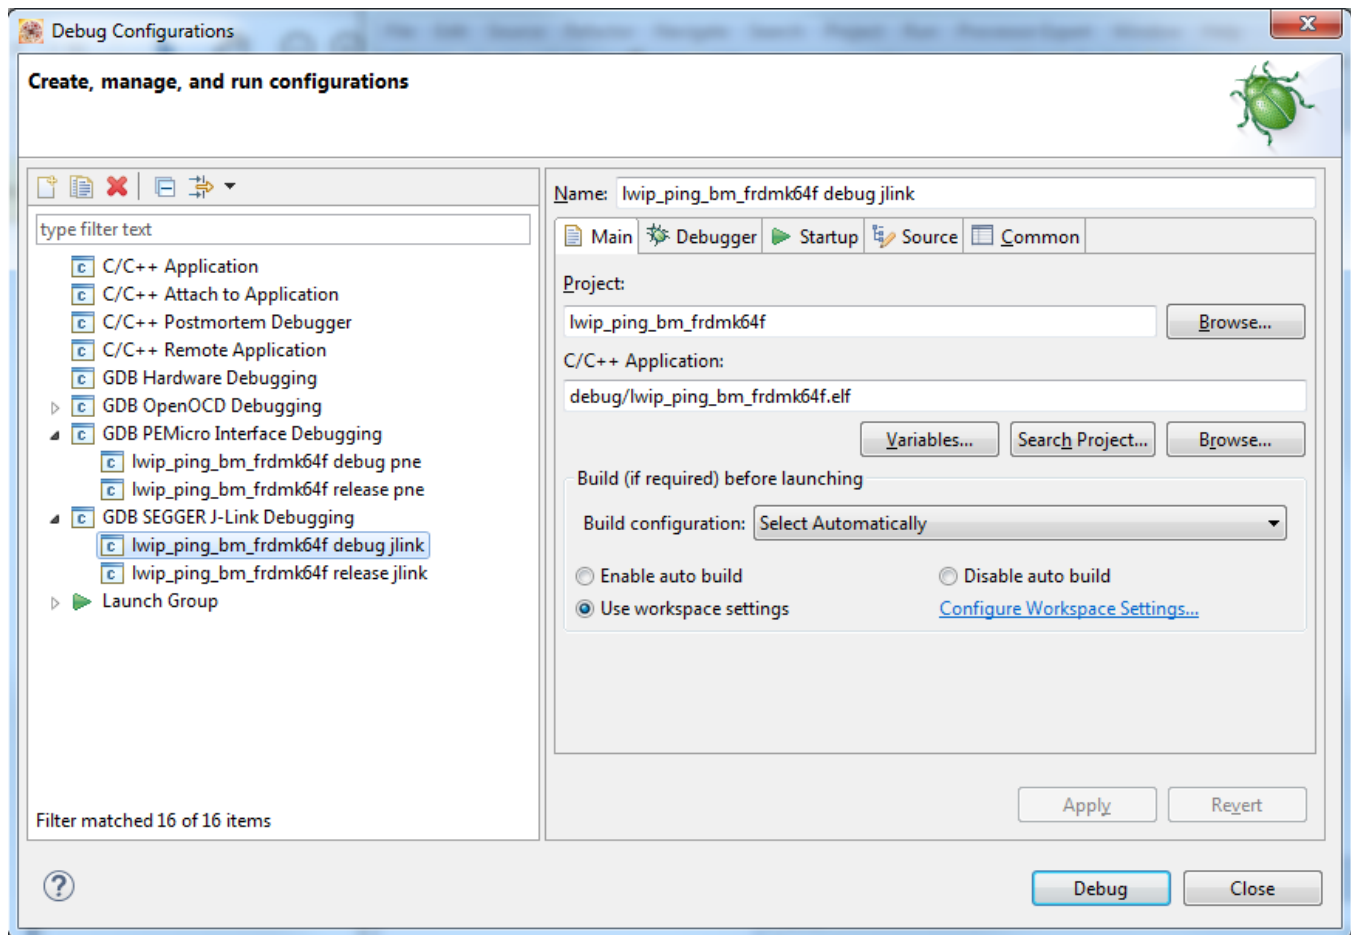 Debug Configurations
Create, manage, and run configurations
type filter text
C/C++ Application
C/C++ Attach to Application
C/C++ Postmortem Debugger
C/C++ Remote Application
GDB Hardware Debugging
GDB OpenOCD Debugging
GDB PEMicro Interface Debugging
lwip_ping_bm_frdmk64f debug pne
lwip_ping_bm_frdmk64f release pne
GDB SEGGER J-Link Debugging
lwip_ping_bm_frdmk64f debug jlink
lwip_ping_bm_frdmk64f release jlink
Launch Group
Filter matched 16 of 16 items
Name: lwip_ping_bm_frdmk64f debug jlink
Main Debugger Startup Source Common
Project:
lwip_ping_bm_frdmk64f Browse...
C/C++ Application:
debug/lwip_ping_bm_frdmk64f.elf
Variables... Search Project... Browse...
Build (if required) before launching
Build configuration: Select Automatically
Enable auto build Disable auto build
Use workspace settings Configure Workspace Settings...
Apply Revert
Debug Close